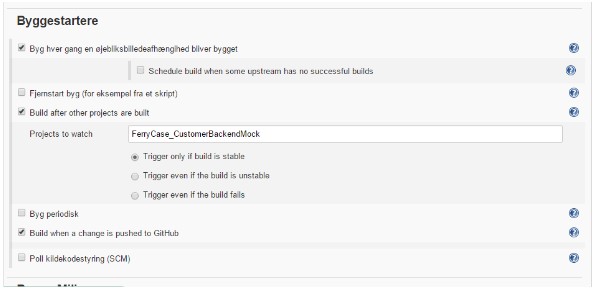 Byggestartere
Byg hver gang en øjebliksbilledeafhængihed bliver bygget
Schedule build when some upstream has no successful builds
Fjernstart byg (for eksempel fra et skript)
Build after other projects are built
Projects to watch
FerryCase_CustomerBackendMock
Trigger only if build is stable
Trigger even if the build is unstable
Trigger even if the build fails
Byg periodisk
Build when a change is pushed to GitHub
Poll kildekodestyring (SCM)